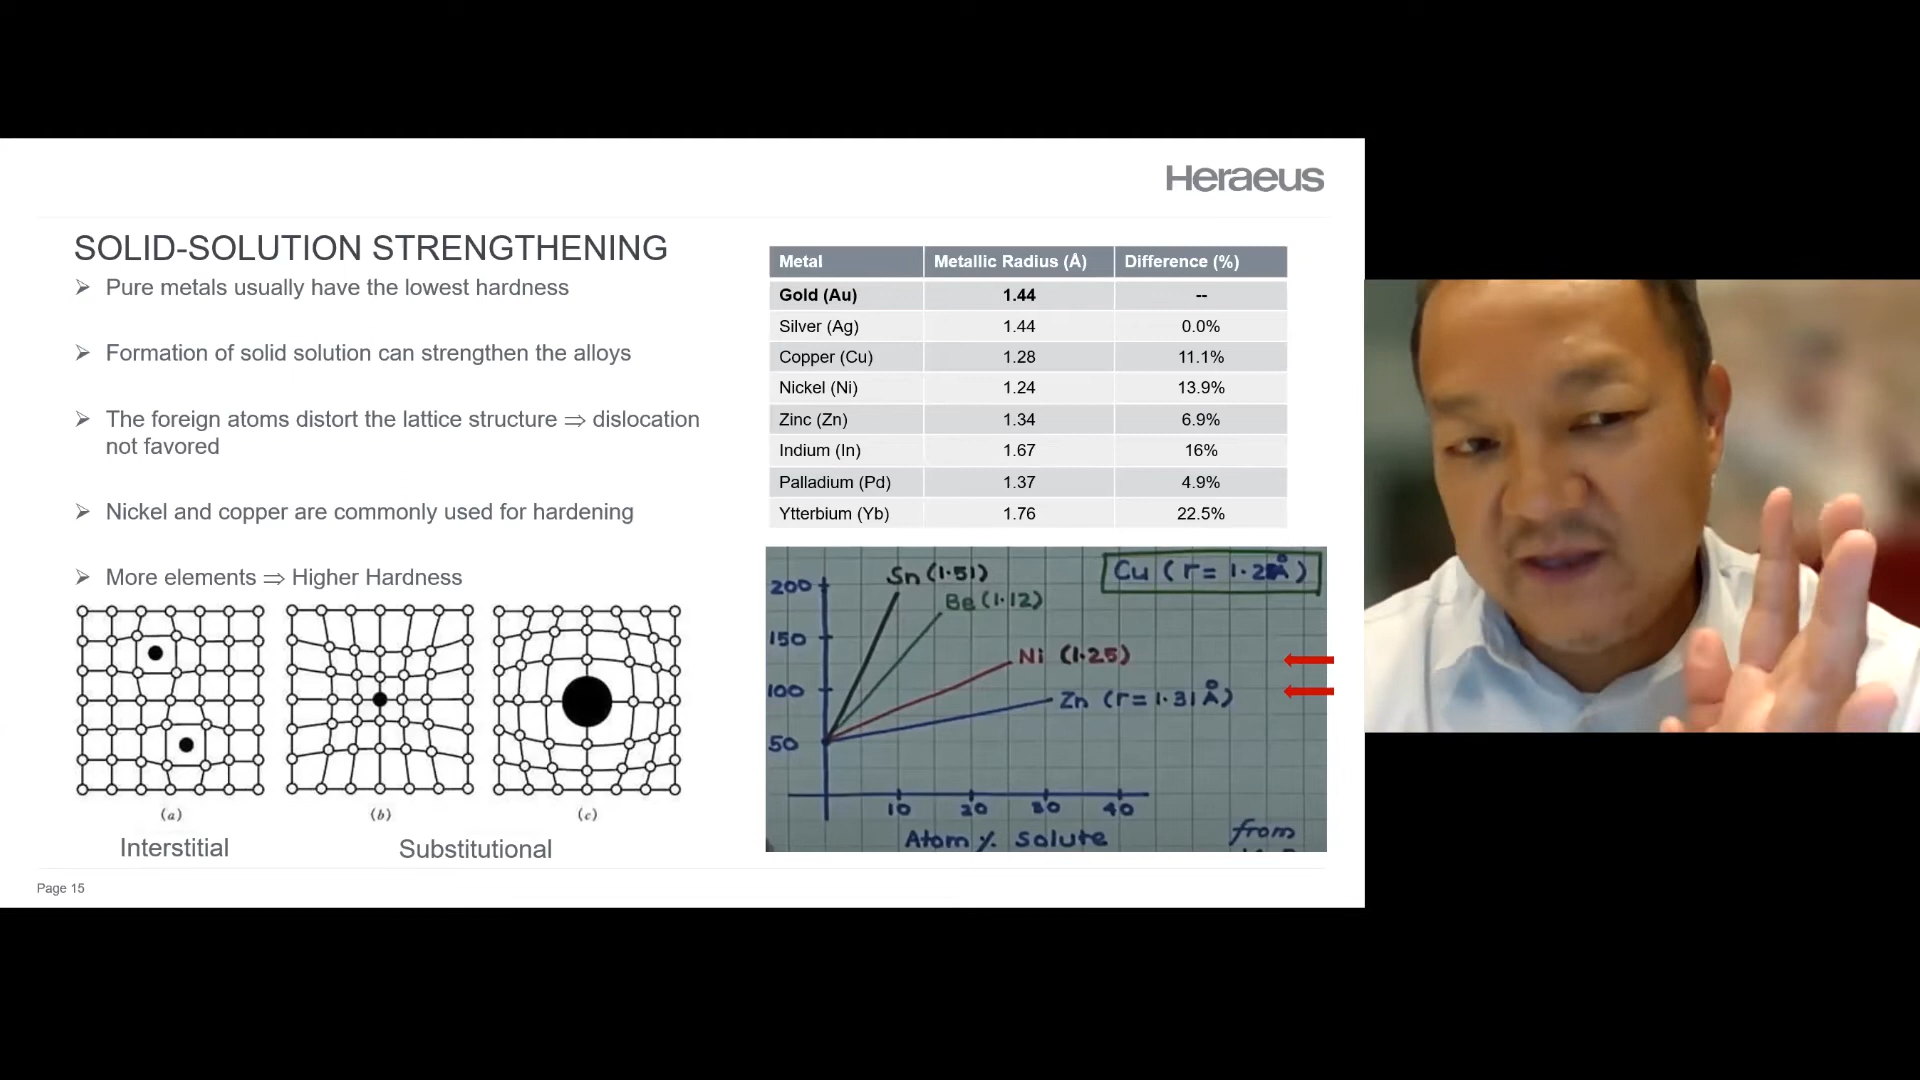 Heraeus
SOLID-SOLUTION STRENGTHENING
➢ Pure metals usually have the lowest hardness
➢ Formation of solid solution can strengthen the alloys
➢ The foreign atoms distort the lattice structure ⇒ dislocation
not favored
➢ Nickel and copper are commonly used for hardening
➢ More elements ⇒ Higher Hardness
(a) (b) (c)
Interstitial Substitutional
Metal Metallic Radius (Å) Difference (%)
Gold (Au) 1.44 --
Silver (Ag) 1.44 0.0%
Copper (Cu) 1.28 11.1%
Nickel (Ni) 1.24 13.9%
Zinc (Zn) 1.34 6.9%
Indium (In) 1.67 16%
Palladium (Pd) 1.37 4.9%
Ytterbium (Yb) 1.76 22.5%
Cu ( r = Å )
Sn (1.51)
200
Be (1.12)
150
Ni (1.25)
100
Zn (r = 1.31 Å)
50
10 20 30 40
Atom % Solute
from
Page 15